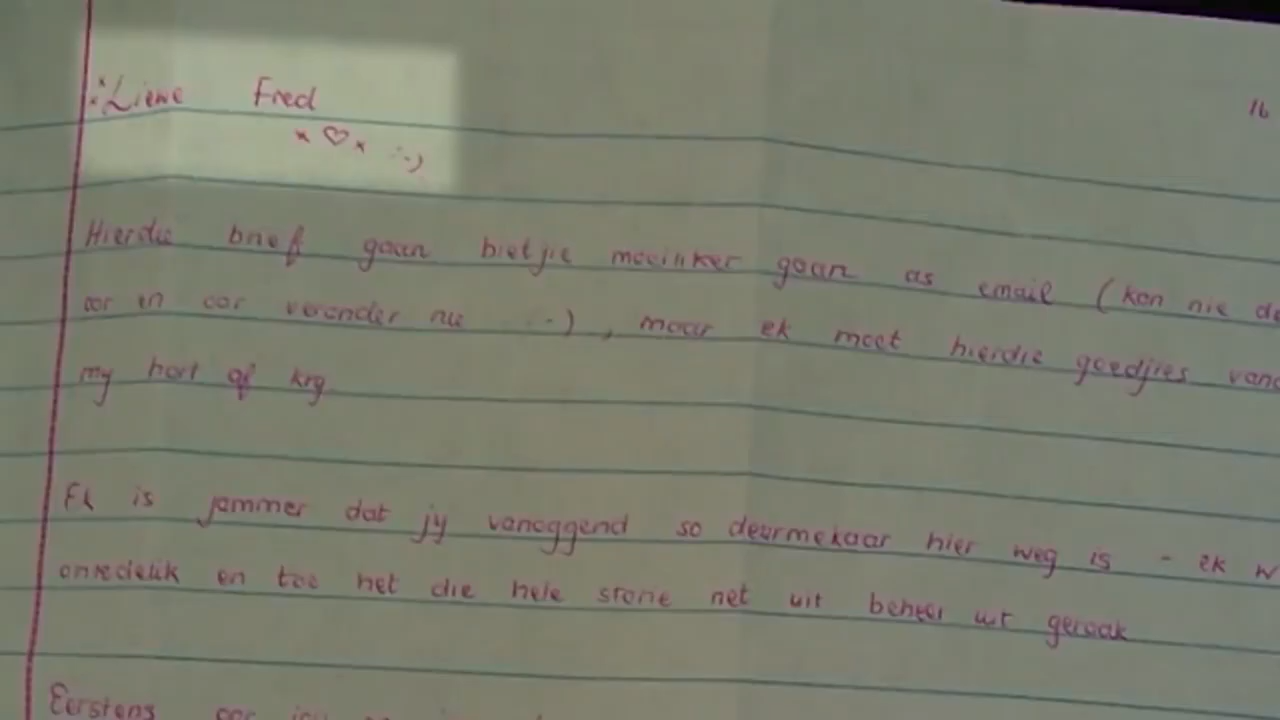 Liewe Fred
16
Hierdie brief gaan bietjie moeiliker gaan as email (kan nie
oor en oor verander nie :-), maar ek moet hierdie goedjies
my hart af kry
Ek is jammer dat jy vanoggend so deurmekaar hier weg is - ek
onredelik en toe het die hele storie net uit beheer uit geraak
Eerstens oor